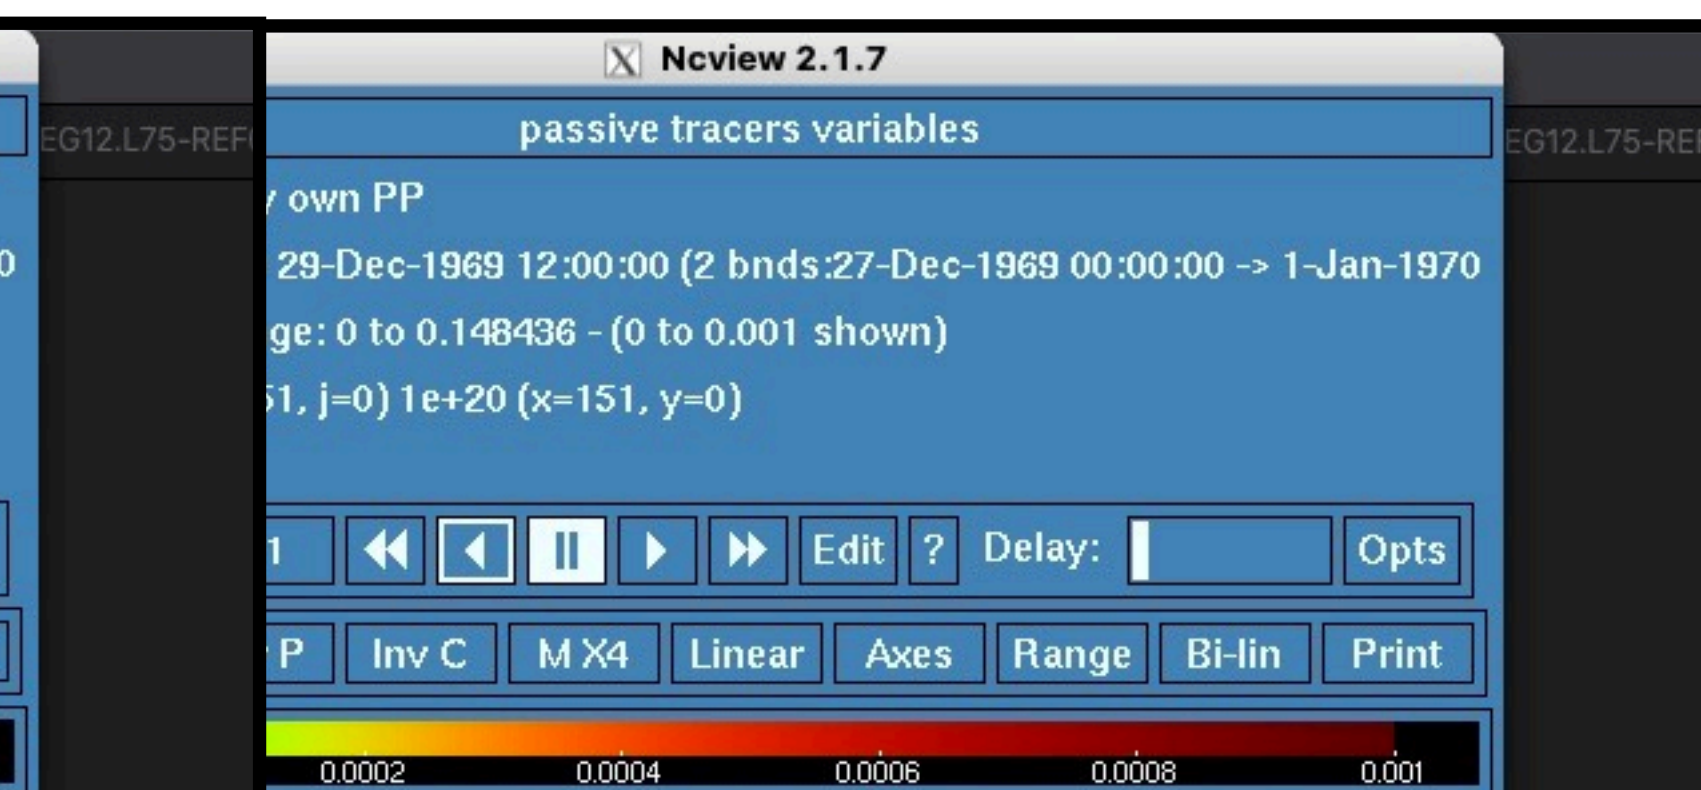 Ncview 2.1.7
passive tracers variables
EG12.L75-REF
own PP
29-Dec-1969 12:00:00 (2 bnds:27-Dec-1969 00:00:00 -> 1-Jan-1970
ge: 0 to 0.148436 - (0 to 0.001 shown)
51, j=0) 1e+20 (x=151, y=0)
1 Edit ? Delay: Opts
P Inv C M X4 Linear Axes Range Bi-lin Print
0.0002 0.0004 0.0006 0.0008 0.001
EG12.L75-RE
0